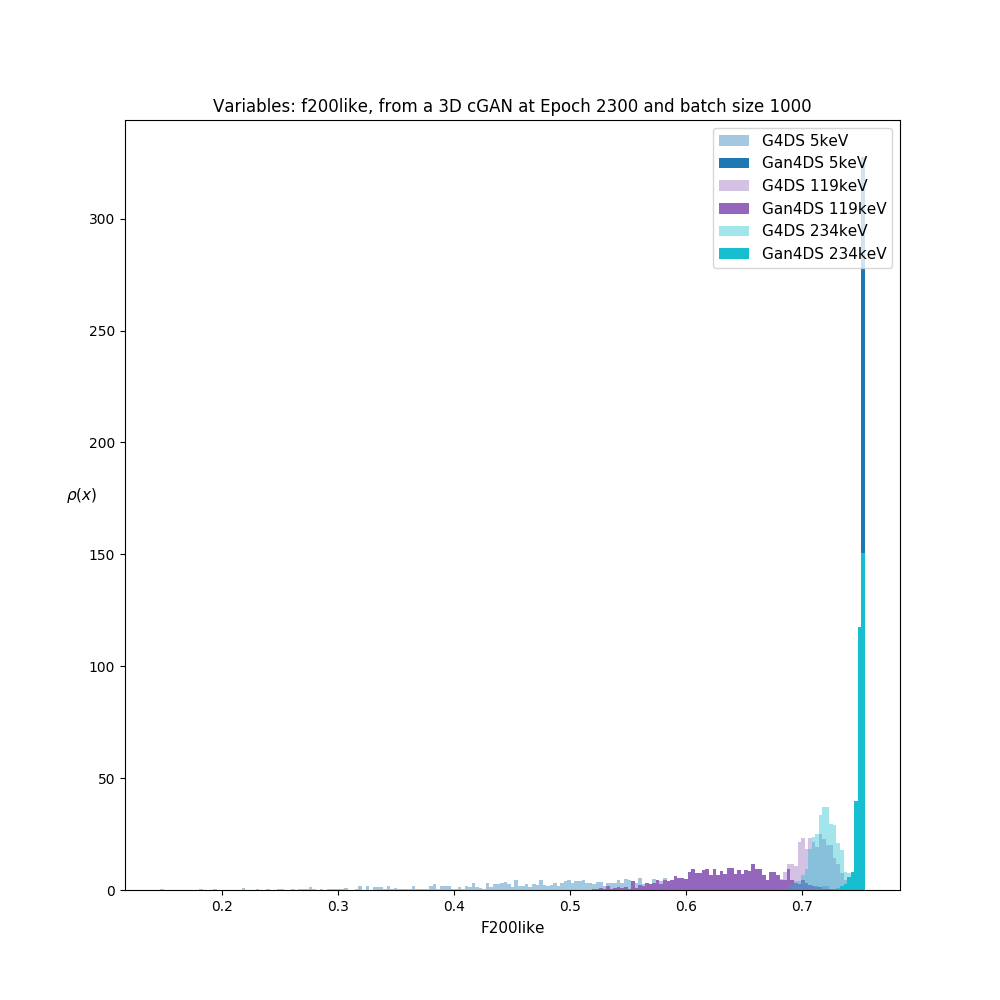 Variables: f200like, from a 3D cGAN at Epoch 2300 and batch size 1000
G4DS 5keV
Gan4DS 5keV
G4DS 119keV
Gan4DS 119keV
G4DS 234keV
Gan4DS 234keV
300
250
200
150
100
50
0
ρ(x)
0.2 0.3 0.4 0.5 0.6 0.7
F200like